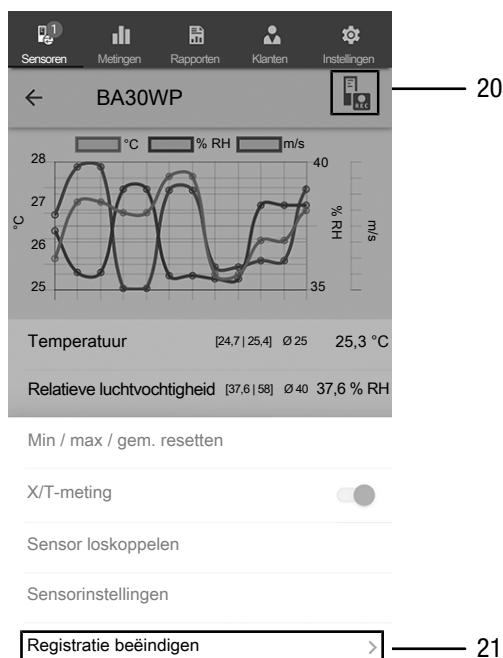 1
Sensoren Metingen Rapporten Klanten Instellingen
BA30WP
REC
20
°C % RH m/s
28
27
26
25
°C
40
35
% RH
m/s
Temperatuur [24,7 | 25,4] Ø 25 25,3 °C
Relatieve luchtvochtigheid [37,6 | 58] Ø 40 37,6 % RH
Min / max / gem. resetten
X/T-meting
Sensor loskoppelen
Sensorinstellingen
Registratie beëindigen
21